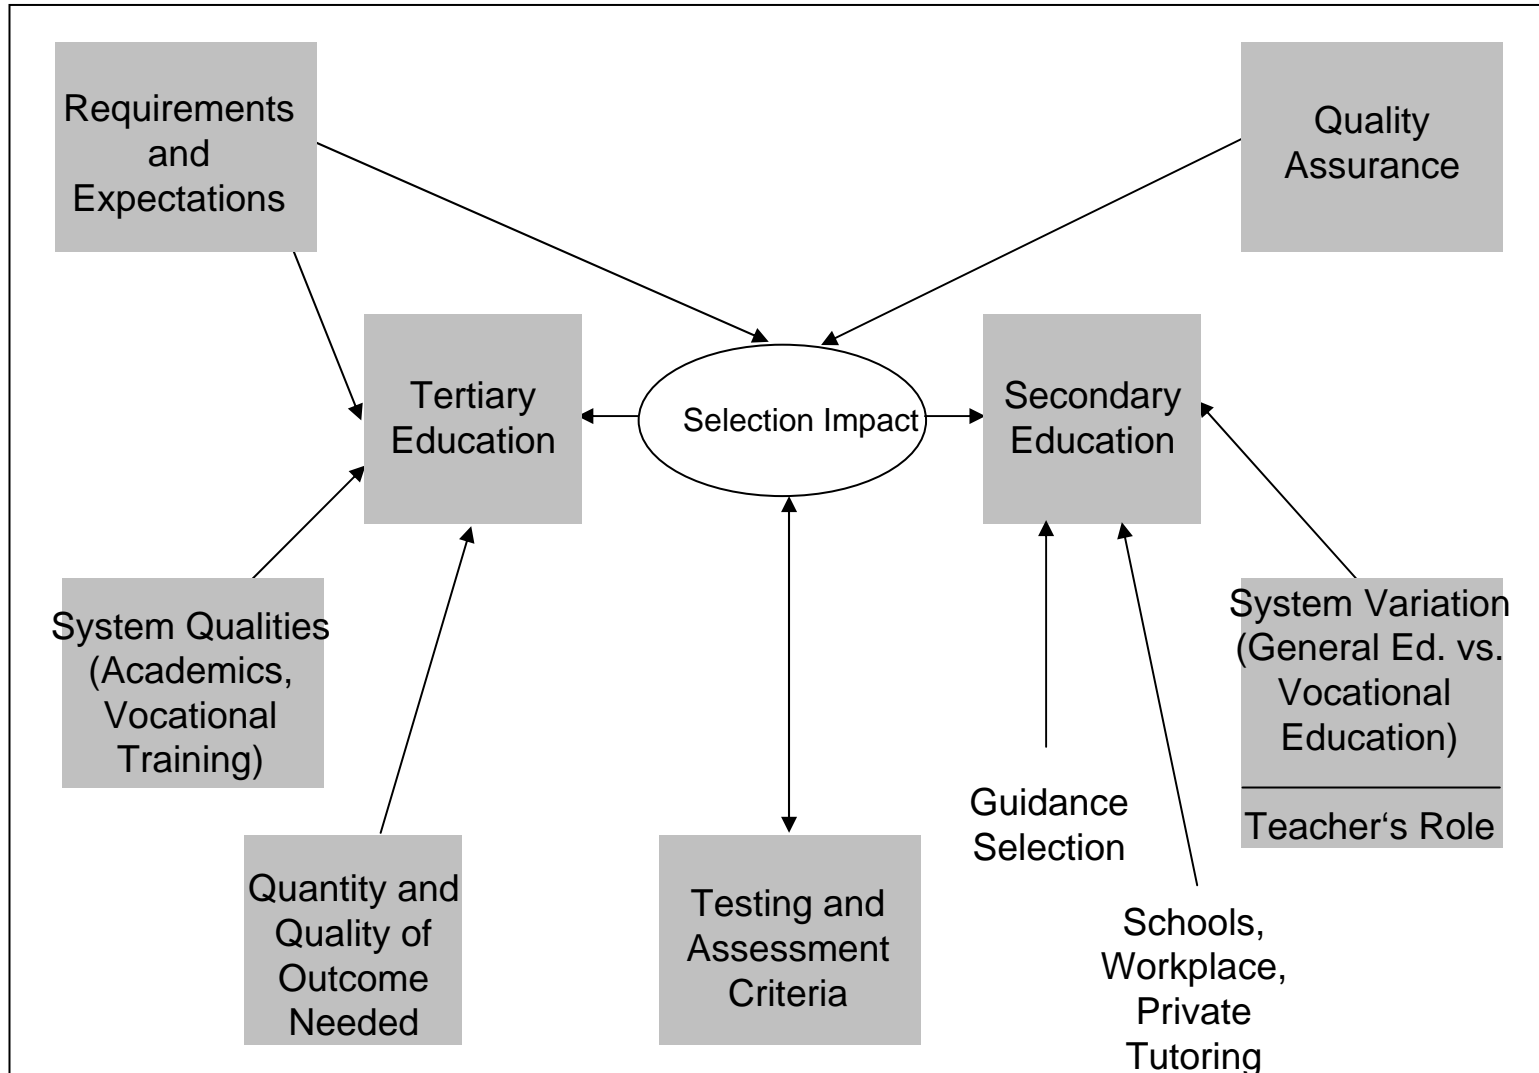 Requirements
and
Expectations
Quality
Assurance
Tertiary
Education
Selection Impact
Secondary
Education
System Qualities
(Academics,
Vocational
Training)
System Variation
(General Ed. vs.
Vocational
Education)
Teacher‘s Role
Guidance
Selection
Quantity and
Quality of
Outcome
Needed
Testing and
Assessment
Criteria
Schools,
Workplace,
Private
Tutoring